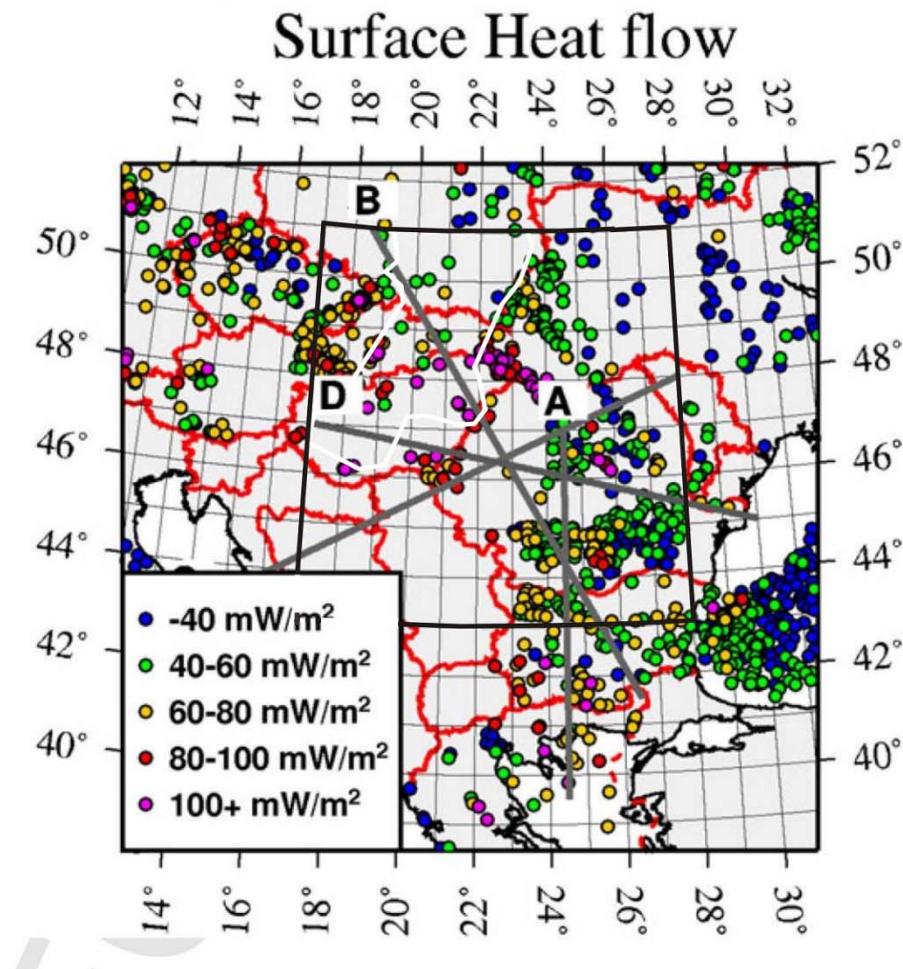 Surface Heat flow
12° 14° 16° 18° 20° 22° 24° 26° 28° 30° 32°
52°
B
50° 50°
48° 48°
D A
46° 46°
44° 44°
-40 mW/m²
42° 42°
40-60 mW/m²
60-80 mW/m²
40° 40°
80-100 mW/m²
100+ mW/m²
14° 16° 18° 20° 22° 24° 26° 28° 30°